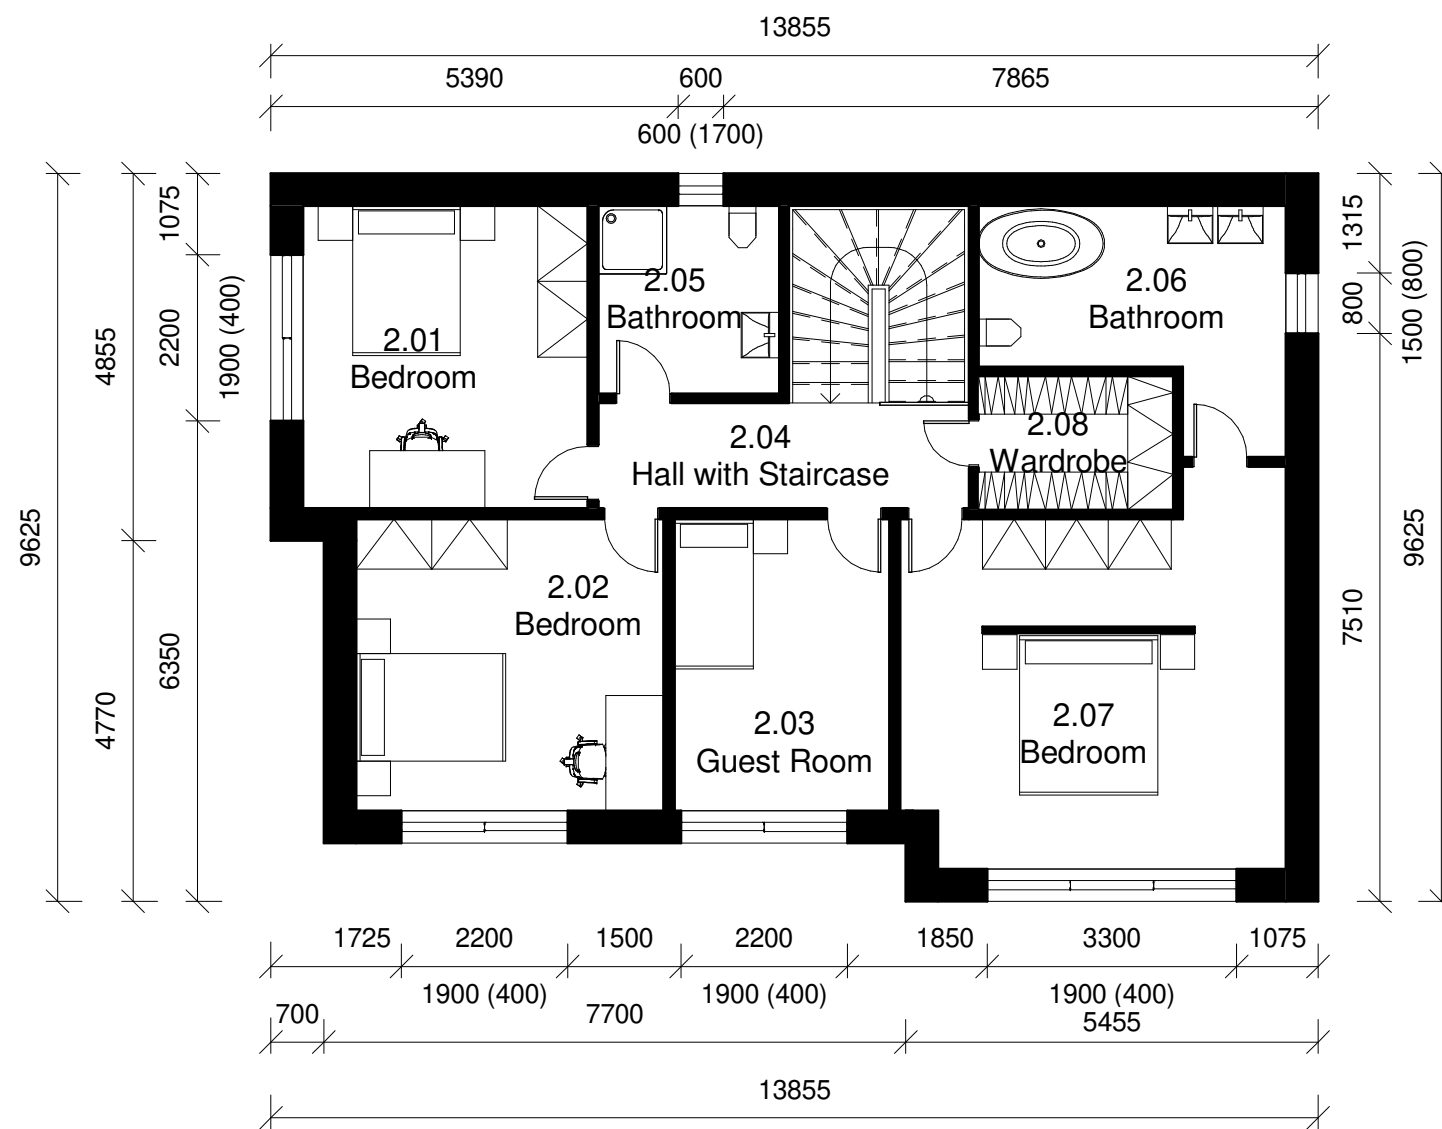 13855
5390 600 7865
600 (1700)
1075
2200
1900 (400)
4855
9625
6350
4770
1315
800
1500 (800)
9625
7510
2.01
Bedroom
2.05
Bathroom
2.06
Bathroom
2.04
Hall with Staircase
2.08
Wardrobe
2.02
Bedroom
2.03
Guest Room
2.07
Bedroom
1725 2200 1500 2200 1850 3300 1075
1900 (400) 1900 (400) 1900 (400)
700 7700 5455
13855